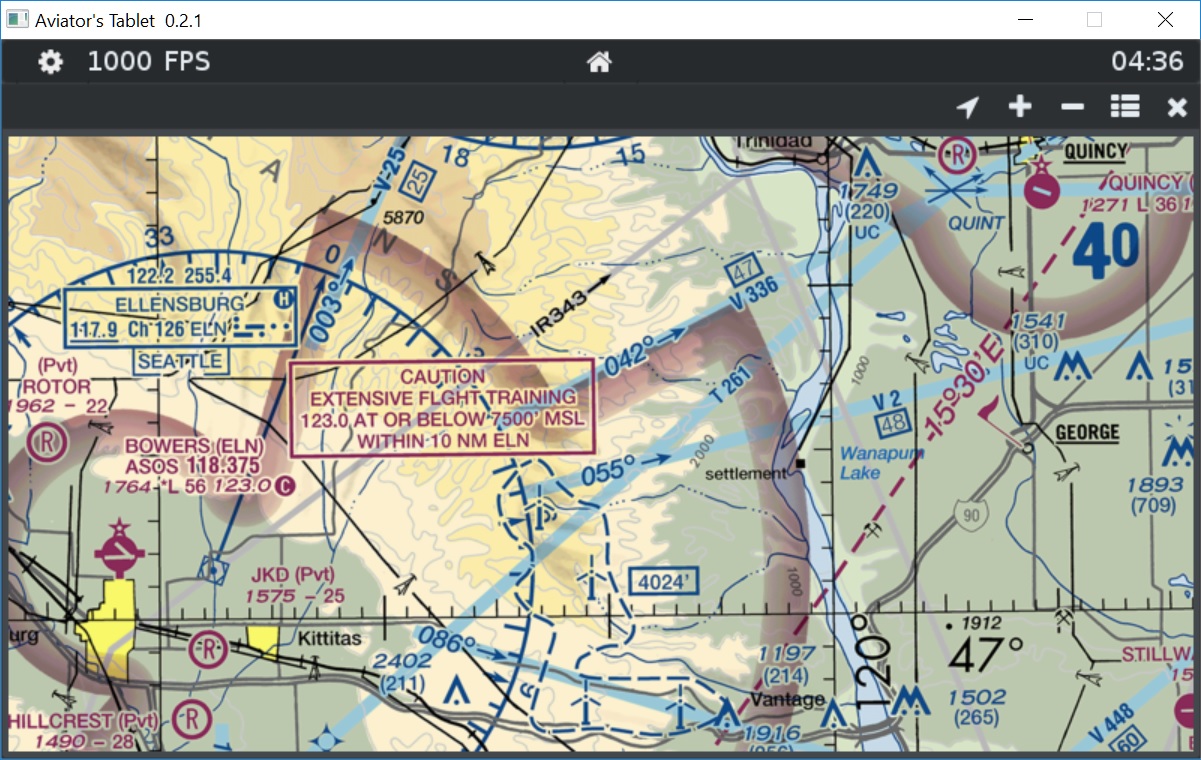 Aviator's Tablet 0.2.1
1000 FPS
04:36
Trinidad
QUINCY
V-25
25
18
15
1749
(220)
UC
QUINT
QUINCY (
1271 L 36 1
5870
A
N
S
33
0
122.2 255.4
ELLENSBURG H
117.9 Ch 126 ELN
SEATTLE
003°
IR343
47
V 336
40
1541
(310)
UC
(Pvt)
ROTOR
1962 - 22
R
CAUTION
EXTENSIVE FLGHT TRAINING
123.0 AT OR BELOW 7500' MSL
WITHIN 10 NM ELN
042°
T 261
1000
15°30'E
15
(31
V 2
48
GEORGE
BOWERS (ELN)
ASOS 118.375
1764 *L 56 123.0 C
055°
2000
settlement
Wanapum
Lake
1893
(709)
90
JKD (Pvt)
1575 - 25
4024'
1000
urg
R
Kittitas
086°
2402
(211)
1197
(214)
Vantage
120°
1912
47°
1502
(265)
STILLW
15
HILLCREST (Pvt)
1490 - 28
R
1916
V 448
60